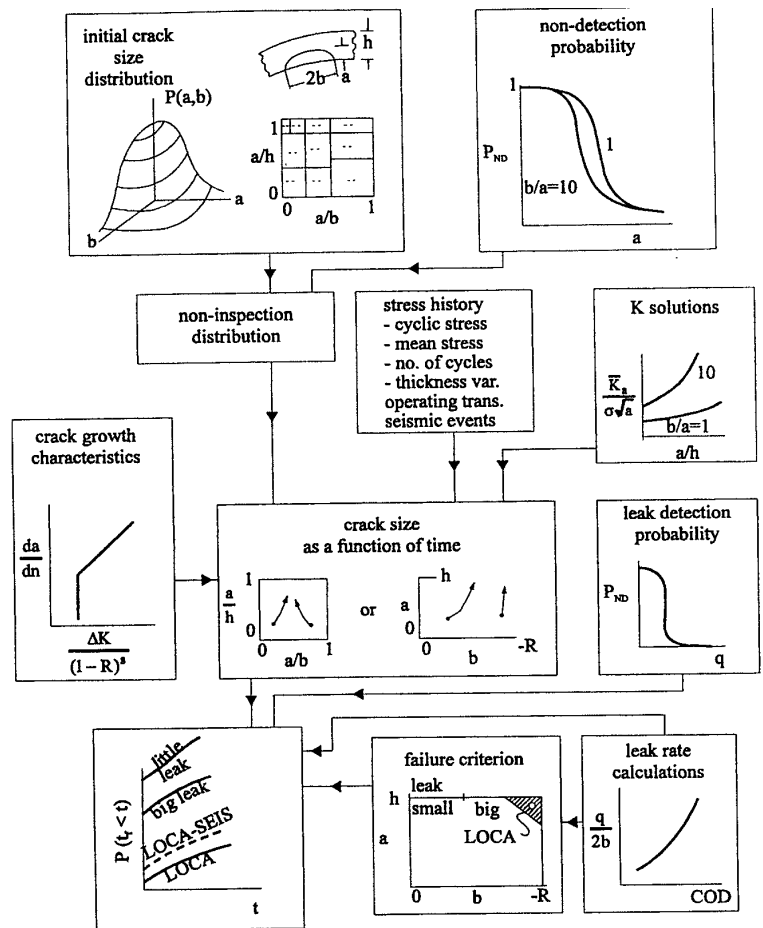 initial crack
size
distribution
P(a,b)
a
b
h
2b
a
1
a/h
0
0
1
a/b
non-detection
probability
1
P_ND
1
b/a=10
a
non-inspection
distribution
stress history
- cyclic stress
- mean stress
- no. of cycles
- thickness var.
operating trans.
seismic events
K solutions
K̅ₐ
σ√a
10
b/a=1
a/h
crack growth
characteristics
da
dn
ΔK
(1 – R)ˢ
crack size
as a function of time
1
a
h
0
0
1
a/b
or
h
a
0
0
b
-R
leak detection
probability
P_ND
q
little
leak
big leak
LOCA-SEIS
LOCA
P (tf < t)
t
failure criterion
leak
h
small
big
LOCA
a
0
b
-R
leak rate
calculations
q
2b
COD